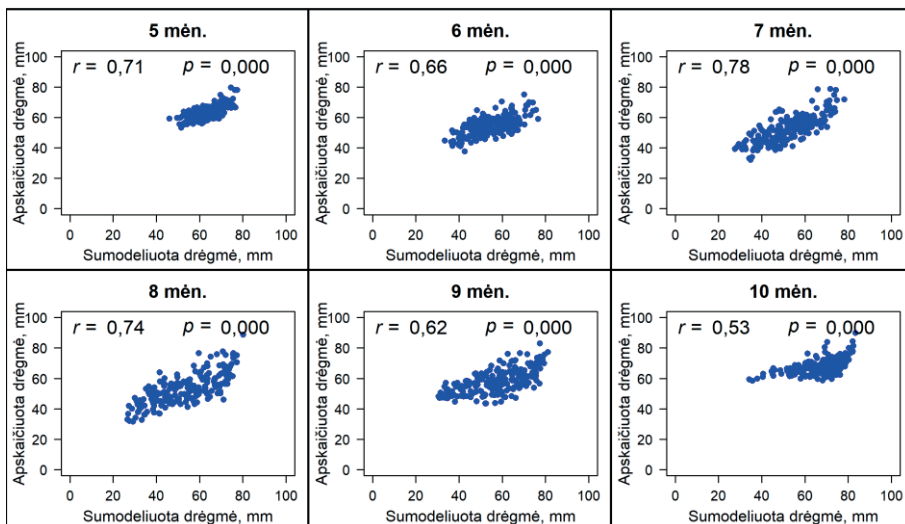 5 mėn.
Apskaičiuota drėgmė, mm
100
80
60
40
20
0
r = 0,71 p = 0,000
0 20 40 60 80 100
Sumodeliuota drėgmė, mm
6 mėn.
Apskaičiuota drėgmė, mm
100
80
60
40
20
0
r = 0,66 p = 0,000
0 20 40 60 80 100
Sumodeliuota drėgmė, mm
7 mėn.
Apskaičiuota drėgmė, mm
100
80
60
40
20
0
r = 0,78 p = 0,000
0 20 40 60 80 100
Sumodeliuota drėgmė, mm
8 mėn.
Apskaičiuota drėgmė, mm
100
80
60
40
20
0
r = 0,74 p = 0,000
0 20 40 60 80 100
Sumodeliuota drėgmė, mm
9 mėn.
Apskaičiuota drėgmė, mm
100
80
60
40
20
0
r = 0,62 p = 0,000
0 20 40 60 80 100
Sumodeliuota drėgmė, mm
10 mėn.
Apskaičiuota drėgmė, mm
100
80
60
40
20
0
r = 0,53 p = 0,000
0 20 40 60 80 100
Sumodeliuota drėgmė, mm